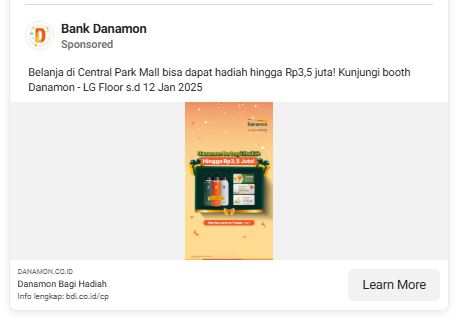 Bank Danamon
Sponsored
Belanja di Central Park Mall bisa dapat hadiah hingga Rp3,5 juta! Kunjungi booth
Danamon - LG Floor s.d 12 Jan 2025
Danamon
Danamon Bagi Hadiah
Hingga Rp3,5 Juta!
DANAMON.CO.ID
Danamon Bagi Hadiah
Info lengkap: bdi.co.id/cp
Learn More